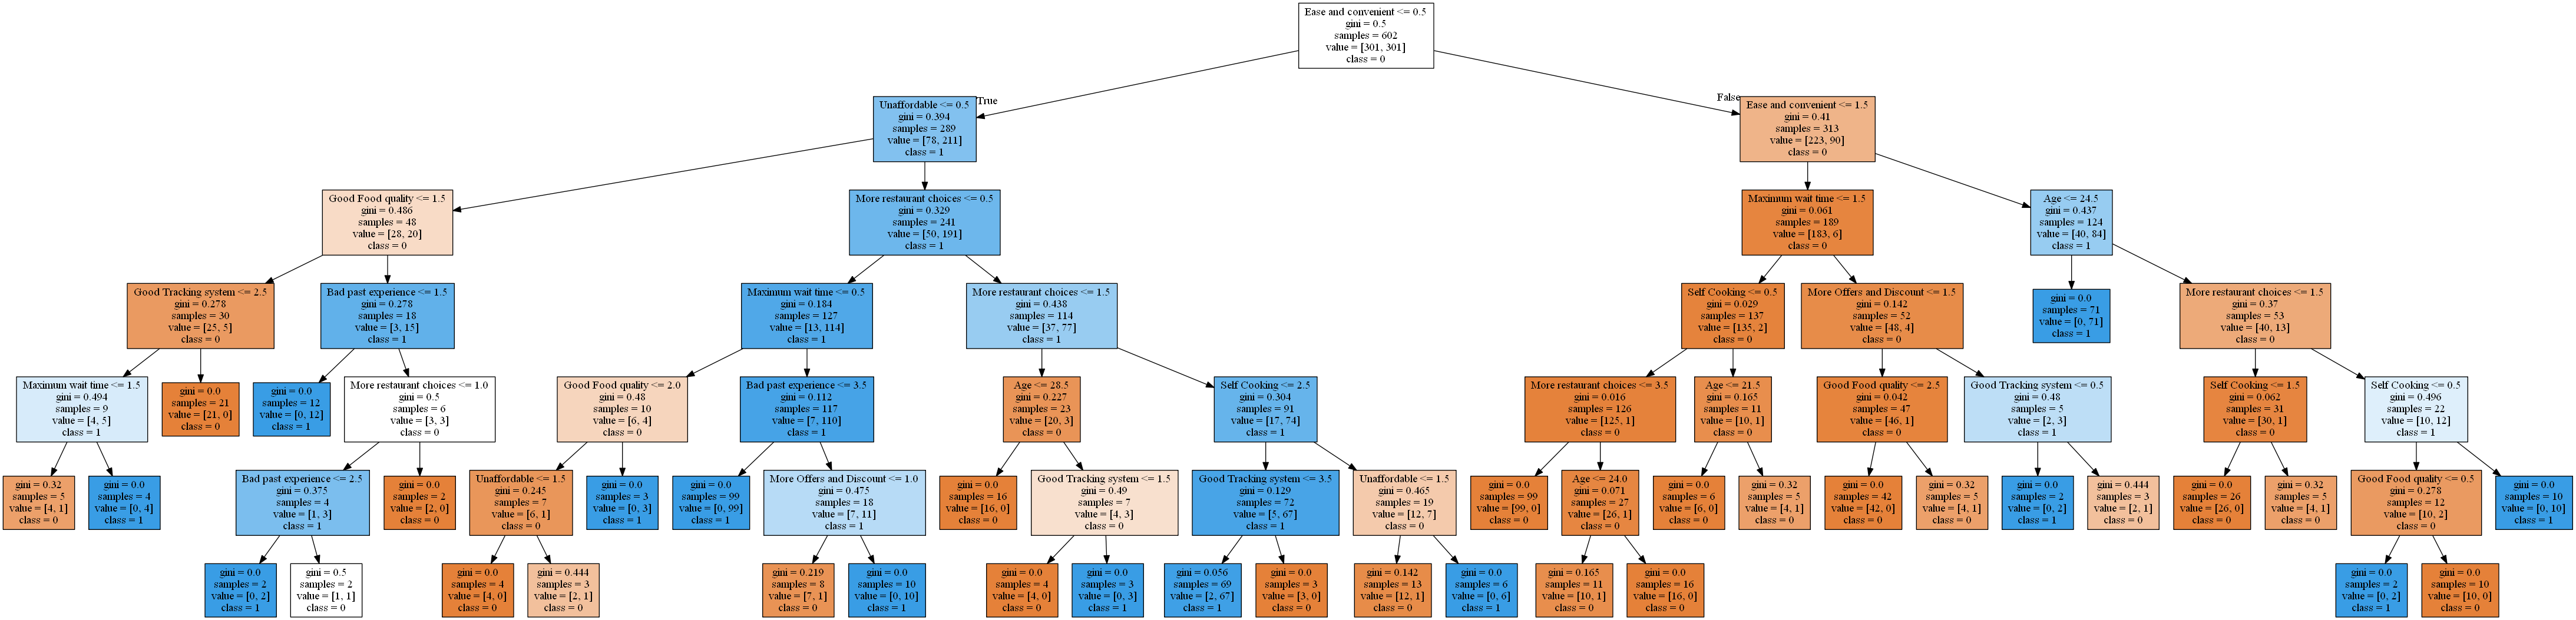 Ease and convenient <= 0.5
gini = 0.5
samples = 602
value = [301, 301]
class = 0
True
False
Unaffordable <= 0.5
gini = 0.394
samples = 289
value = [78, 211]
class = 1
Ease and convenient <= 1.5
gini = 0.41
samples = 313
value = [223, 90]
class = 0
Good Food quality <= 1.5
gini = 0.486
samples = 48
value = [28, 20]
class = 0
More restaurant choices <= 0.5
gini = 0.329
samples = 241
value = [50, 191]
class = 1
Maximum wait time <= 1.5
gini = 0.061
samples = 189
value = [183, 6]
class = 0
Age <= 24.5
gini = 0.437
samples = 124
value = [40, 84]
class = 1
Good Tracking system <= 2.5
gini = 0.278
samples = 30
value = [25, 5]
class = 0
Bad past experience <= 1.5
gini = 0.278
samples = 18
value = [3, 15]
class = 1
Maximum wait time <= 0.5
gini = 0.184
samples = 127
value = [13, 114]
class = 1
More restaurant choices <= 1.5
gini = 0.438
samples = 114
value = [37, 77]
class = 1
Self Cooking <= 0.5
gini = 0.029
samples = 137
value = [135, 2]
class = 0
More Offers and Discount <= 1.5
gini = 0.142
samples = 52
value = [48, 4]
class = 0
gini = 0.0
samples = 71
value = [0, 71]
class = 1
More restaurant choices <= 1.5
gini = 0.37
samples = 53
value = [40, 13]
class = 0
Maximum wait time <= 1.5
gini = 0.494
samples = 9
value = [4, 5]
class = 1
gini = 0.0
samples = 21
value = [21, 0]
class = 0
gini = 0.0
samples = 12
value = [0, 12]
class = 1
More restaurant choices <= 1.0
gini = 0.5
samples = 6
value = [3, 3]
class = 0
Good Food quality <= 2.0
gini = 0.48
samples = 10
value = [6, 4]
class = 0
Bad past experience <= 3.5
gini = 0.112
samples = 117
value = [7, 110]
class = 1
Age <= 28.5
gini = 0.227
samples = 23
value = [20, 3]
class = 0
Self Cooking <= 2.5
gini = 0.304
samples = 91
value = [17, 74]
class = 1
More restaurant choices <= 3.5
gini = 0.016
samples = 126
value = [125, 1]
class = 0
Age <= 21.5
gini = 0.165
samples = 11
value = [10, 1]
class = 0
Good Food quality <= 2.5
gini = 0.042
samples = 47
value = [46, 1]
class = 0
Good Tracking system <= 0.5
gini = 0.48
samples = 5
value = [2, 3]
class = 1
Self Cooking <= 1.5
gini = 0.062
samples = 31
value = [30, 1]
class = 0
Self Cooking <= 0.5
gini = 0.496
samples = 22
value = [10, 12]
class = 1
gini = 0.32
samples = 5
value = [4, 1]
class = 0
gini = 0.0
samples = 4
value = [0, 4]
class = 1
Bad past experience <= 2.5
gini = 0.375
samples = 4
value = [1, 3]
class = 1
gini = 0.0
samples = 2
value = [2, 0]
class = 0
Unaffordable <= 1.5
gini = 0.245
samples = 7
value = [6, 1]
class = 0
gini = 0.0
samples = 3
value = [0, 3]
class = 1
gini = 0.0
samples = 99
value = [0, 99]
class = 1
More Offers and Discount <= 1.0
gini = 0.475
samples = 18
value = [7, 11]
class = 1
gini = 0.0
samples = 16
value = [16, 0]
class = 0
Good Tracking system <= 1.5
gini = 0.49
samples = 7
value = [4, 3]
class = 0
Good Tracking system <= 3.5
gini = 0.129
samples = 72
value = [5, 67]
class = 1
Unaffordable <= 1.5
gini = 0.465
samples = 19
value = [12, 7]
class = 0
gini = 0.0
samples = 99
value = [99, 0]
class = 0
Age <= 24.0
gini = 0.071
samples = 27
value = [26, 1]
class = 0
gini = 0.0
samples = 6
value = [6, 0]
class = 0
gini = 0.32
samples = 5
value = [4, 1]
class = 0
gini = 0.0
samples = 42
value = [42, 0]
class = 0
gini = 0.32
samples = 5
value = [4, 1]
class = 0
gini = 0.0
samples = 2
value = [0, 2]
class = 1
gini = 0.444
samples = 3
value = [2, 1]
class = 0
gini = 0.0
samples = 26
value = [26, 0]
class = 0
gini = 0.32
samples = 5
value = [4, 1]
class = 0
Good Food quality <= 0.5
gini = 0.278
samples = 12
value = [10, 2]
class = 0
gini = 0.0
samples = 10
value = [0, 10]
class = 1
gini = 0.0
samples = 2
value = [0, 2]
class = 1
gini = 0.5
samples = 2
value = [1, 1]
class = 0
gini = 0.0
samples = 4
value = [4, 0]
class = 0
gini = 0.444
samples = 3
value = [2, 1]
class = 0
gini = 0.219
samples = 8
value = [7, 1]
class = 0
gini = 0.0
samples = 10
value = [0, 10]
class = 1
gini = 0.0
samples = 4
value = [4, 0]
class = 0
gini = 0.0
samples = 3
value = [0, 3]
class = 1
gini = 0.056
samples = 69
value = [2, 67]
class = 1
gini = 0.0
samples = 3
value = [3, 0]
class = 0
gini = 0.142
samples = 13
value = [12, 1]
class = 0
gini = 0.0
samples = 6
value = [0, 6]
class = 1
gini = 0.165
samples = 11
value = [10, 1]
class = 0
gini = 0.0
samples = 16
value = [16, 0]
class = 0
gini = 0.0
samples = 2
value = [0, 2]
class = 1
gini = 0.0
samples = 10
value = [10, 0]
class = 0